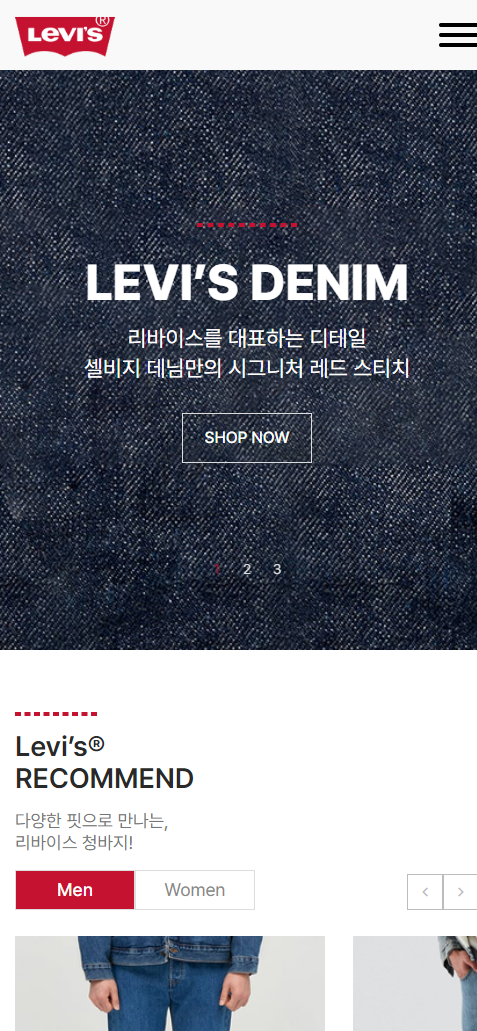 Levi's®
LEVI'S DENIM
리바이스를 대표하는 디테일
셀비지 데님만의 시그니처 레드 스티치
SHOP NOW
1 2 3
Levi's®
RECOMMEND
다양한 핏으로 만나는,
리바이스 청바지!
Men Women